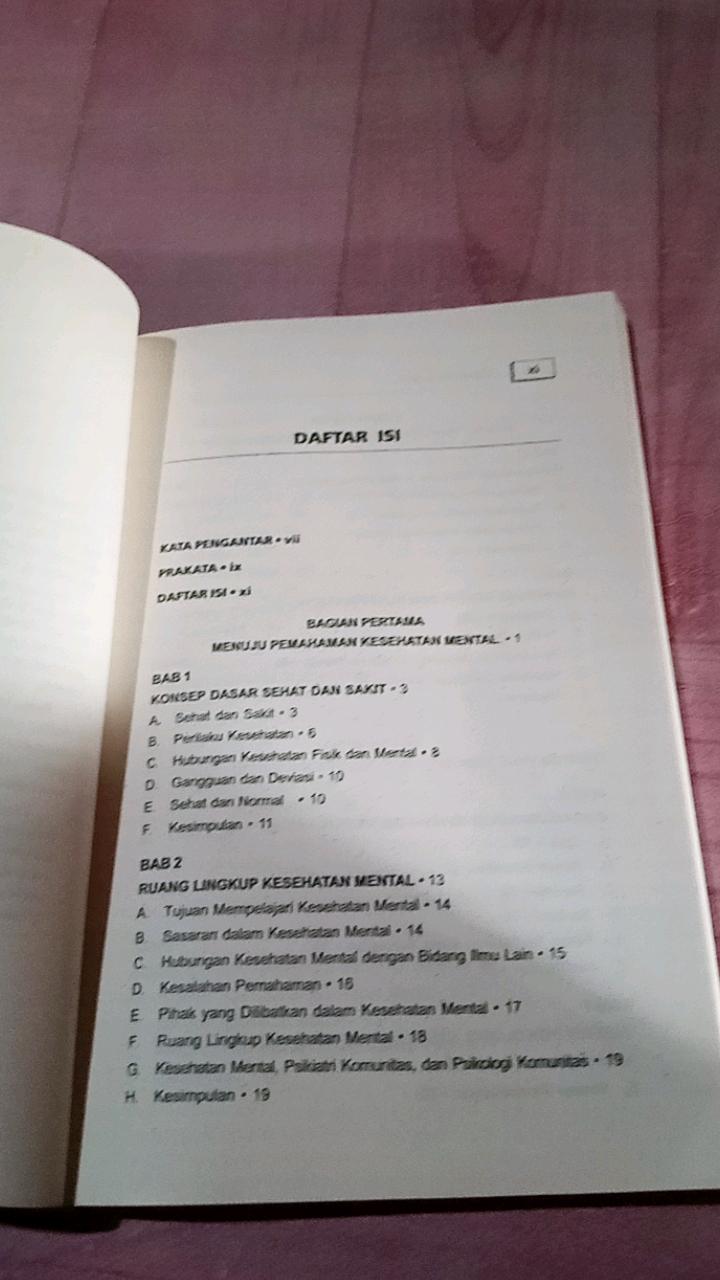 xi
DAFTAR ISI
KATA PENGANTAR • vii
PRAKATA • ix
DAFTAR ISI • xi
BAGIAN PERTAMA
MENUJU PEMAHAMAN KESEHATAN MENTAL • 1
BAB 1
KONSEP DASAR SEHAT DAN SAKIT • 3
A. Sehat dan Sakit • 3
B. Perilaku Kesehatan • 6
C. Hubungan Kesehatan Fisik dan Mental • 8
D. Gangguan dan Deviasi • 10
E. Sehat dan Normal • 10
F. Kesimpulan • 11
BAB 2
RUANG LINGKUP KESEHATAN MENTAL • 13
A. Tujuan Mempelajari Kesehatan Mental • 14
B. Sasaran dalam Kesehatan Mental • 14
C. Hubungan Kesehatan Mental dengan Bidang Ilmu Lain • 15
D. Kesalahan Pemahaman • 16
E. Pihak yang Dilibatkan dalam Kesehatan Mental • 17
F. Ruang Lingkup Kesehatan Mental • 18
G. Kesehatan Mental, Psikiatri Komunitas, dan Psikologi Komunitas • 19
H. Kesimpulan • 19